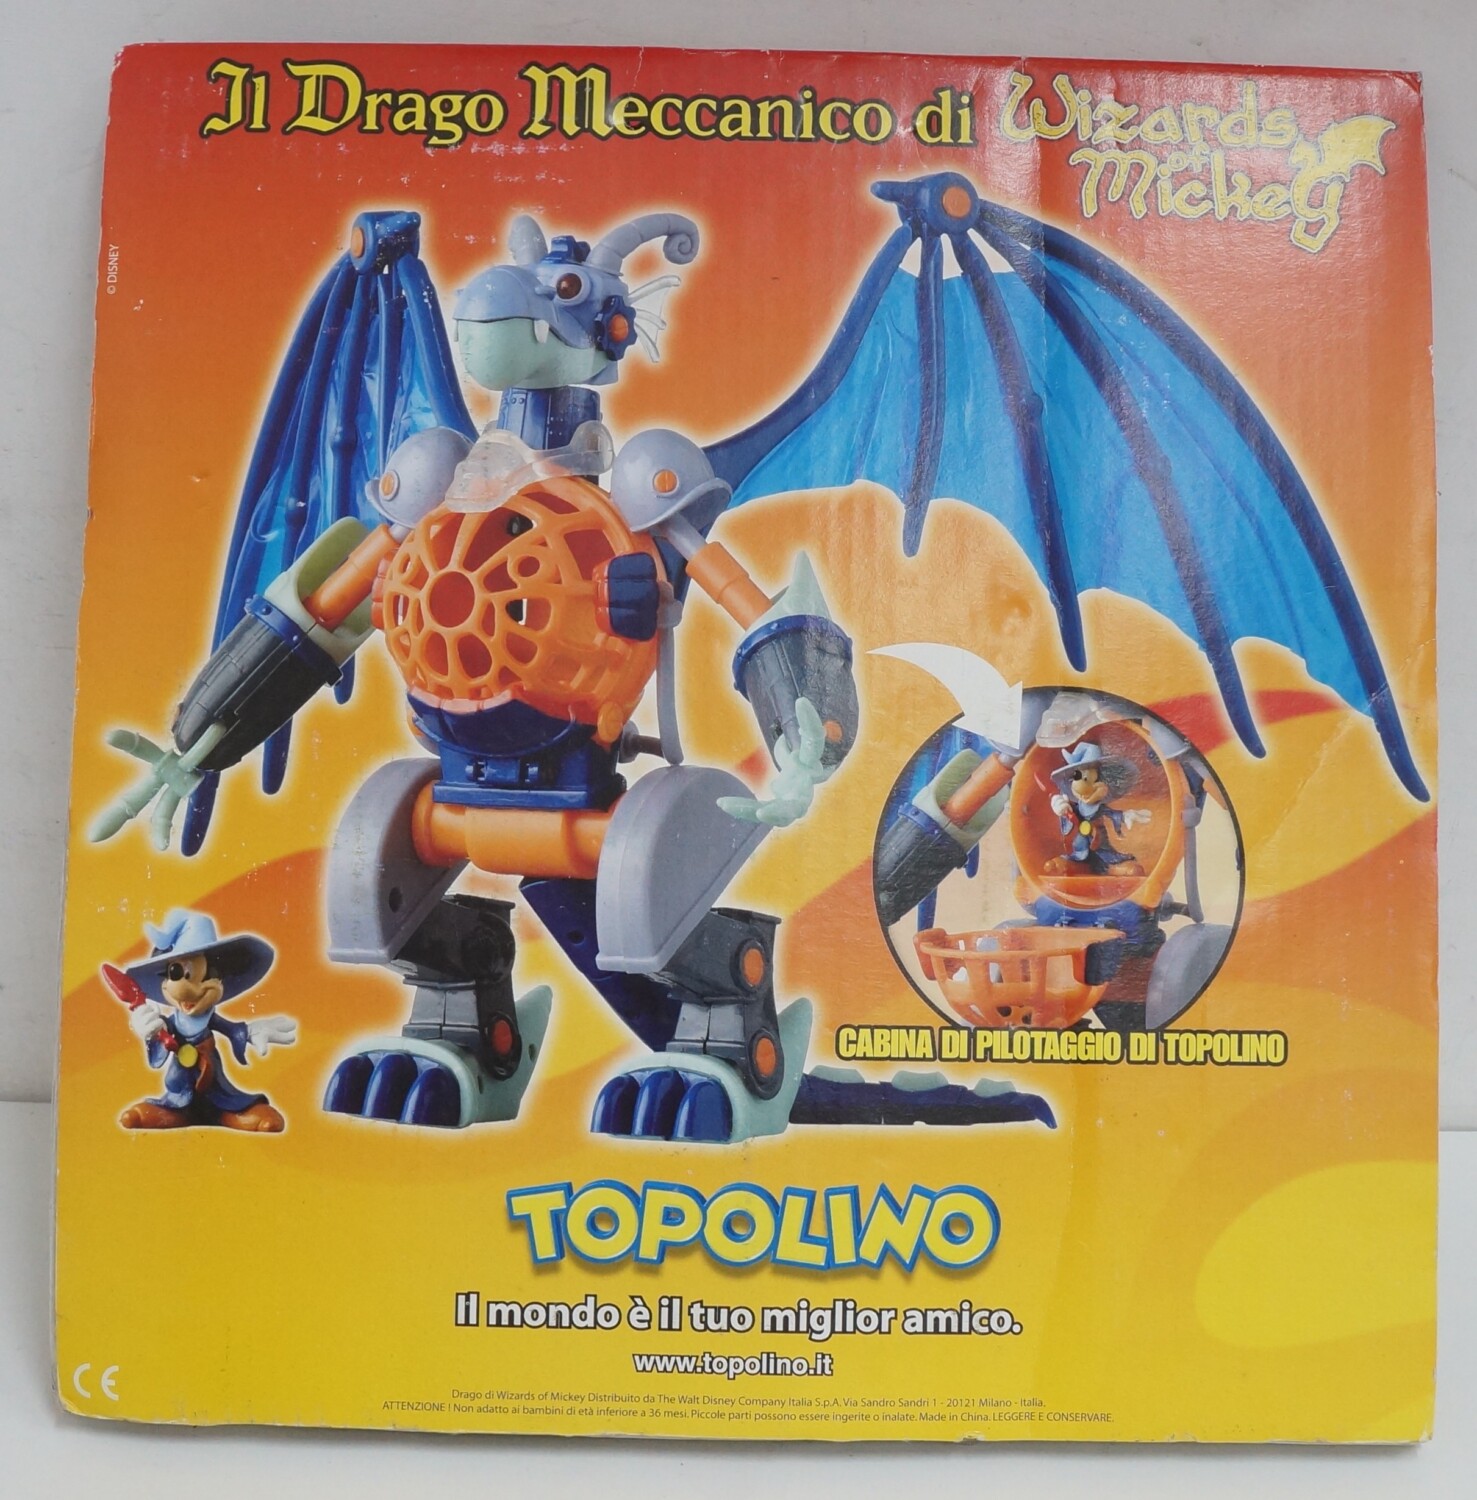 Il Drago Meccanico di Wizards of Mickey
© DISNEY
CABINA DI PILOTAGGIO DI TOPOLINO
TOPOLINO
Il mondo è il tuo miglior amico.
www.topolino.it
CE
Drago di Wizards of Mickey Distribuito da The Walt Disney Company Italia S.p.A. Via Sandro Sandri 1 - 20121 Milano - Italia.
ATTENZIONE ! Non adatto ai bambini di età inferiore a 36 mesi. Piccole parti possono essere ingerite o inalate. Made in China. LEGGERE E CONSERVARE.